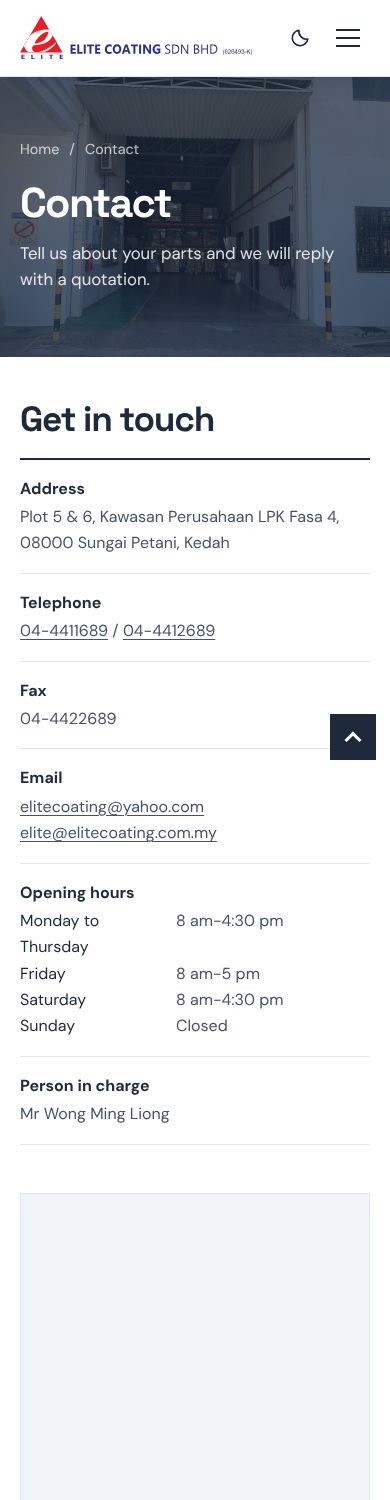 ELITE
ELITE COATING SDN BHD (626493-K)
Home / Contact
Contact
Tell us about your parts and we will reply
with a quotation.
Get in touch
Address
Plot 5 & 6, Kawasan Perusahaan LPK Fasa 4,
08000 Sungai Petani, Kedah
Telephone
04-4411689 / 04-4412689
Fax
04-4422689
Email
elitecoating@yahoo.com
elite@elitecoating.com.my
Opening hours
Monday to Thursday 8 am–4:30 pm
Friday 8 am–5 pm
Saturday 8 am–4:30 pm
Sunday Closed
Person in charge
Mr Wong Ming Liong